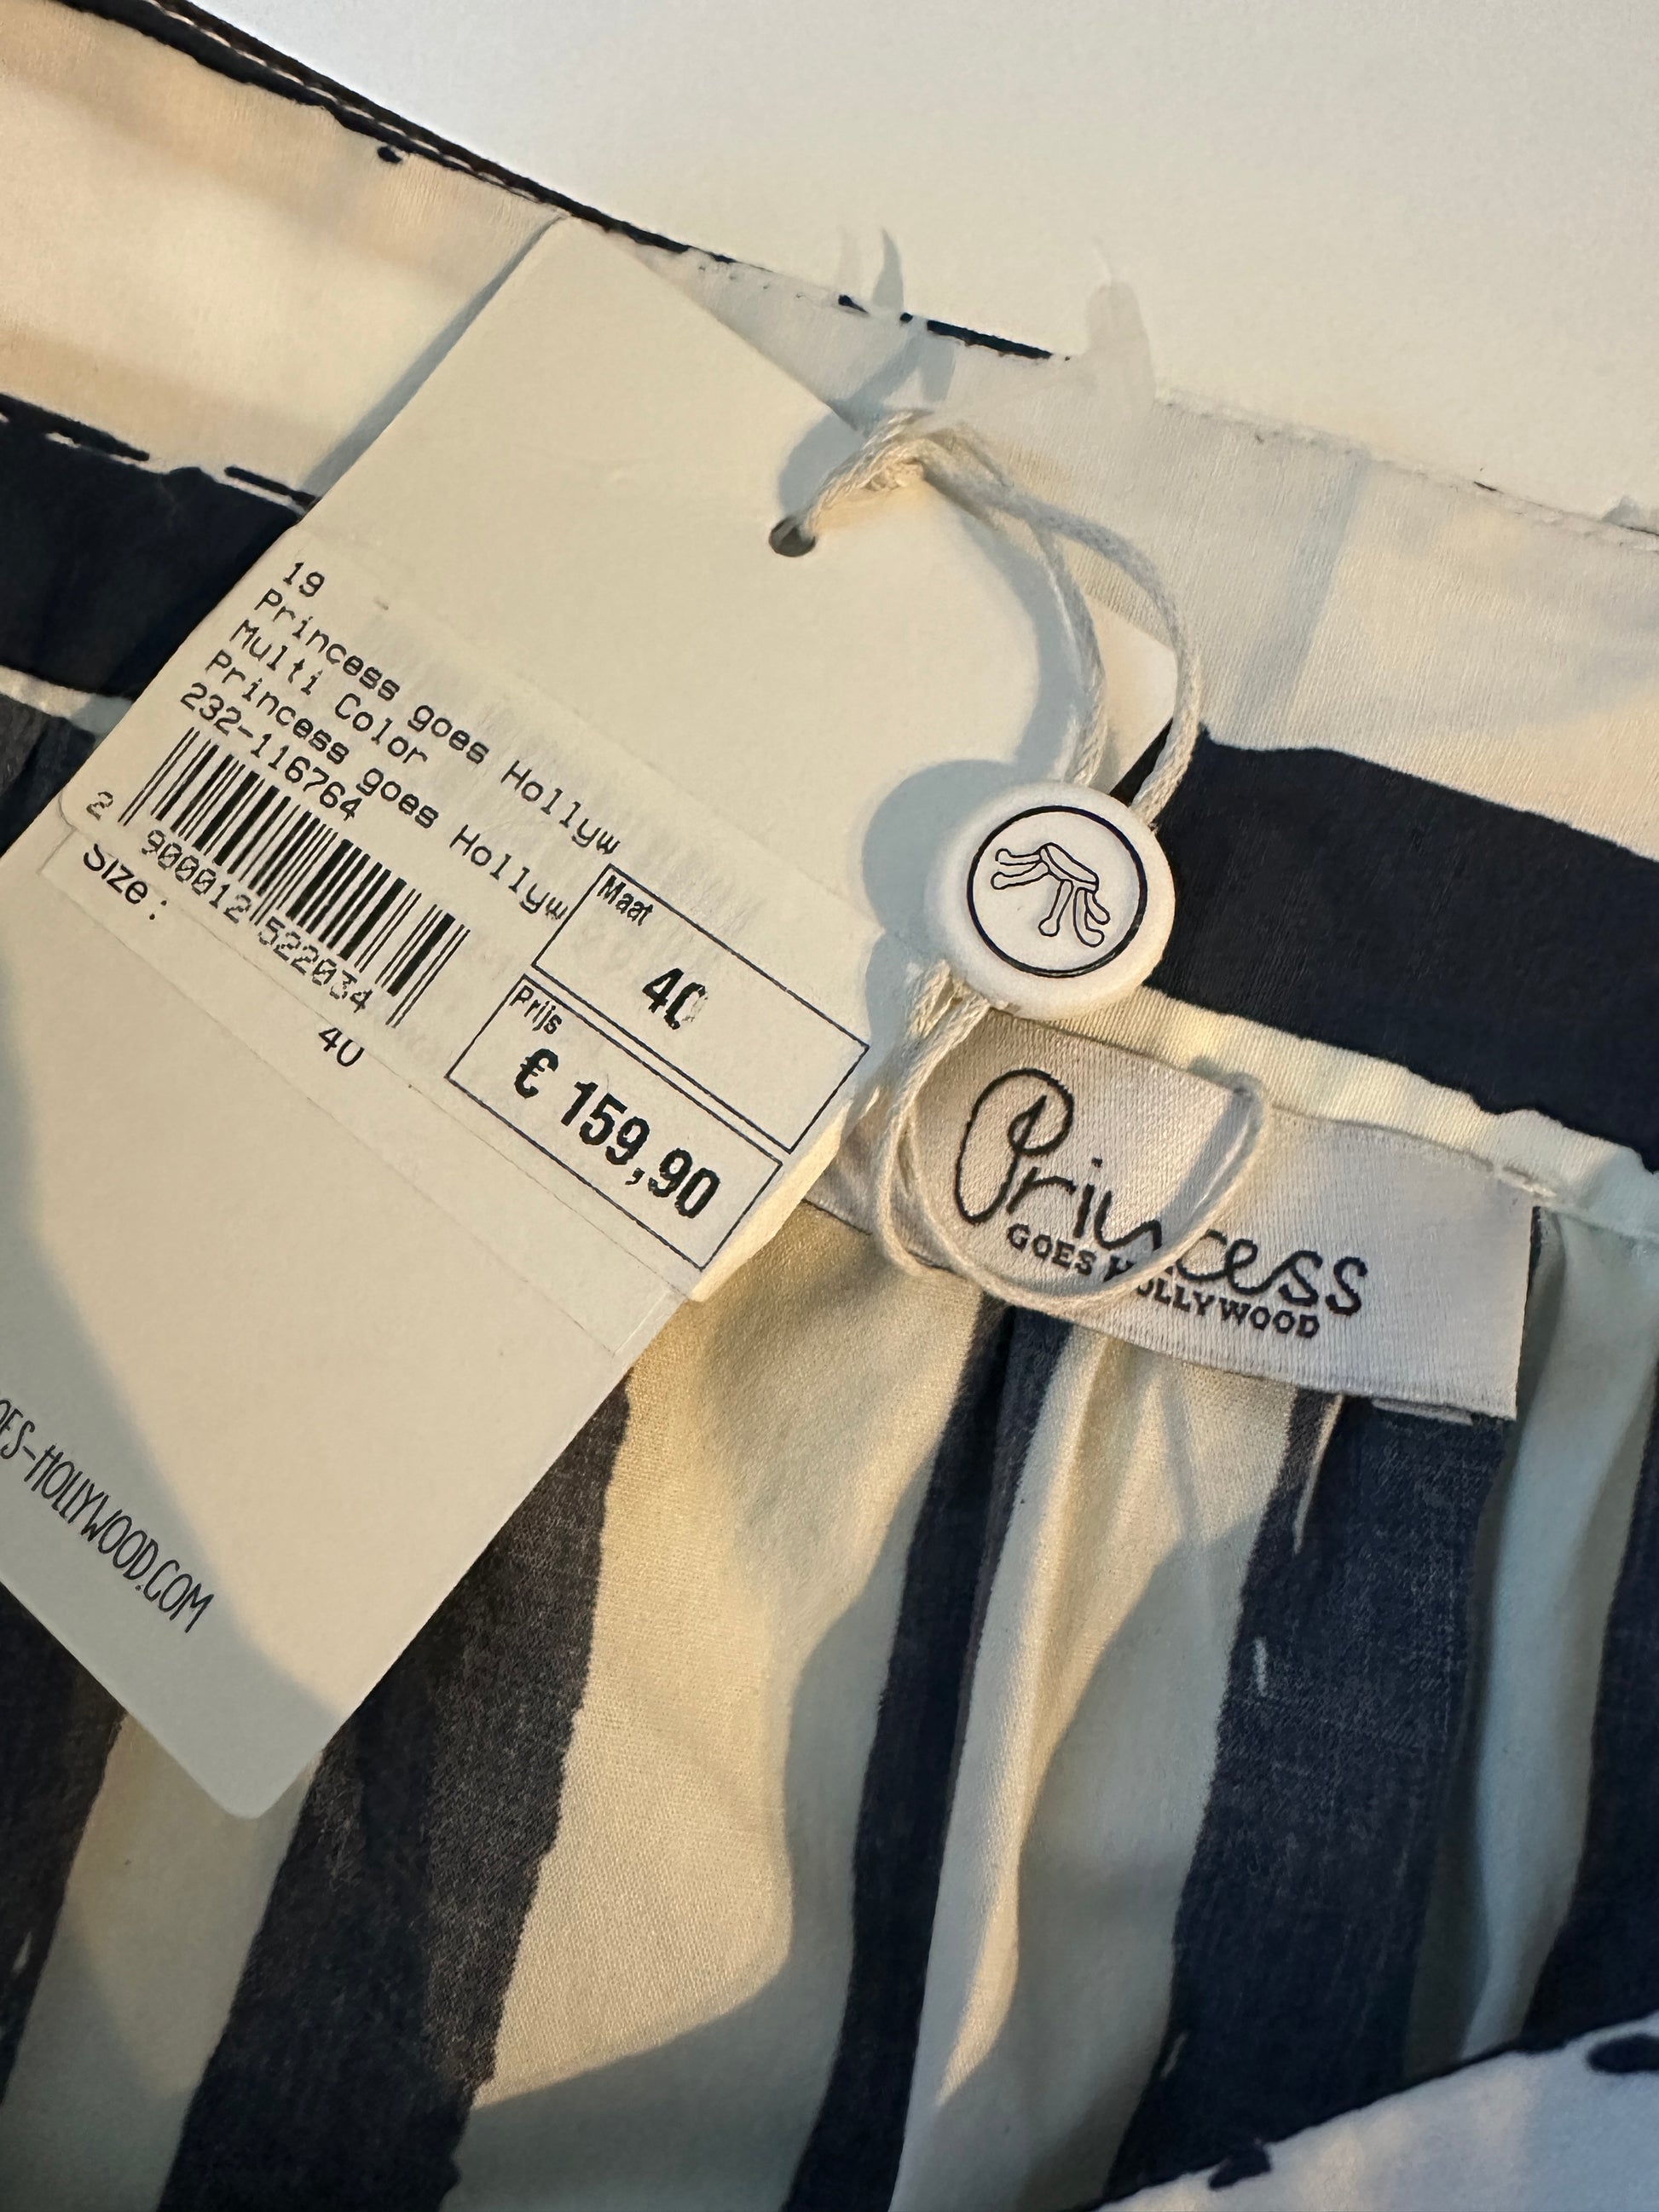 19
Princess goes Hollyw
Multi Color
Princess goes Hollyw
232-116764
2 900012 522034
Maat
40
Prijs
€ 159,90
Size: 40
OES-HOLLYWOOD.COM
Princess
GOES HOLLYWOOD